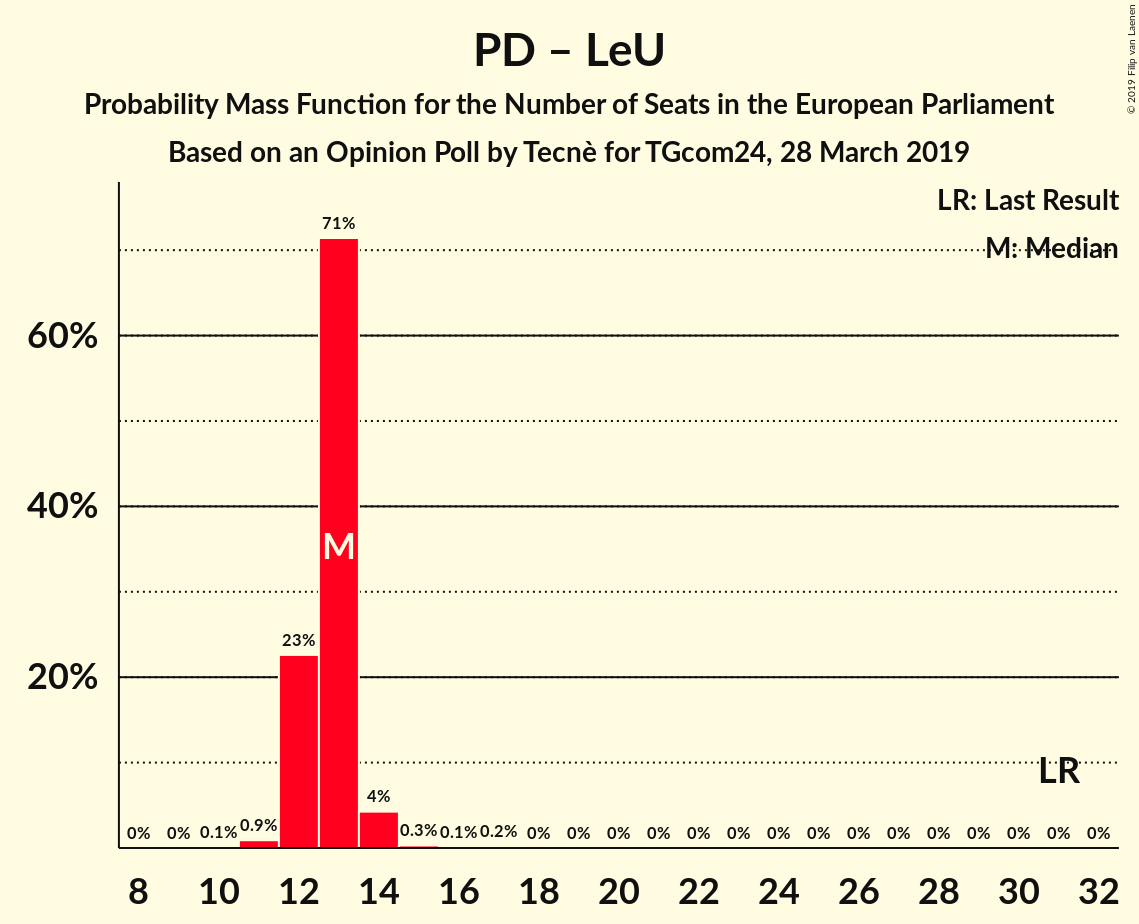 PD – LeU
Probability Mass Function for the Number of Seats in the European Parliament
Based on an Opinion Poll by Tecnè for TGcom24, 28 March 2019
© 2019 Filip van Laenen
LR: Last Result
M: Median
71%
60%
40%
M
23%
20%
LR
4%
0% 0% 0.1% 0.9% 0.3% 0.1% 0.2% 0% 0% 0% 0% 0% 0% 0% 0% 0% 0% 0% 0% 0% 0% 0%
8 10 12 14 16 18 20 22 24 26 28 30 32